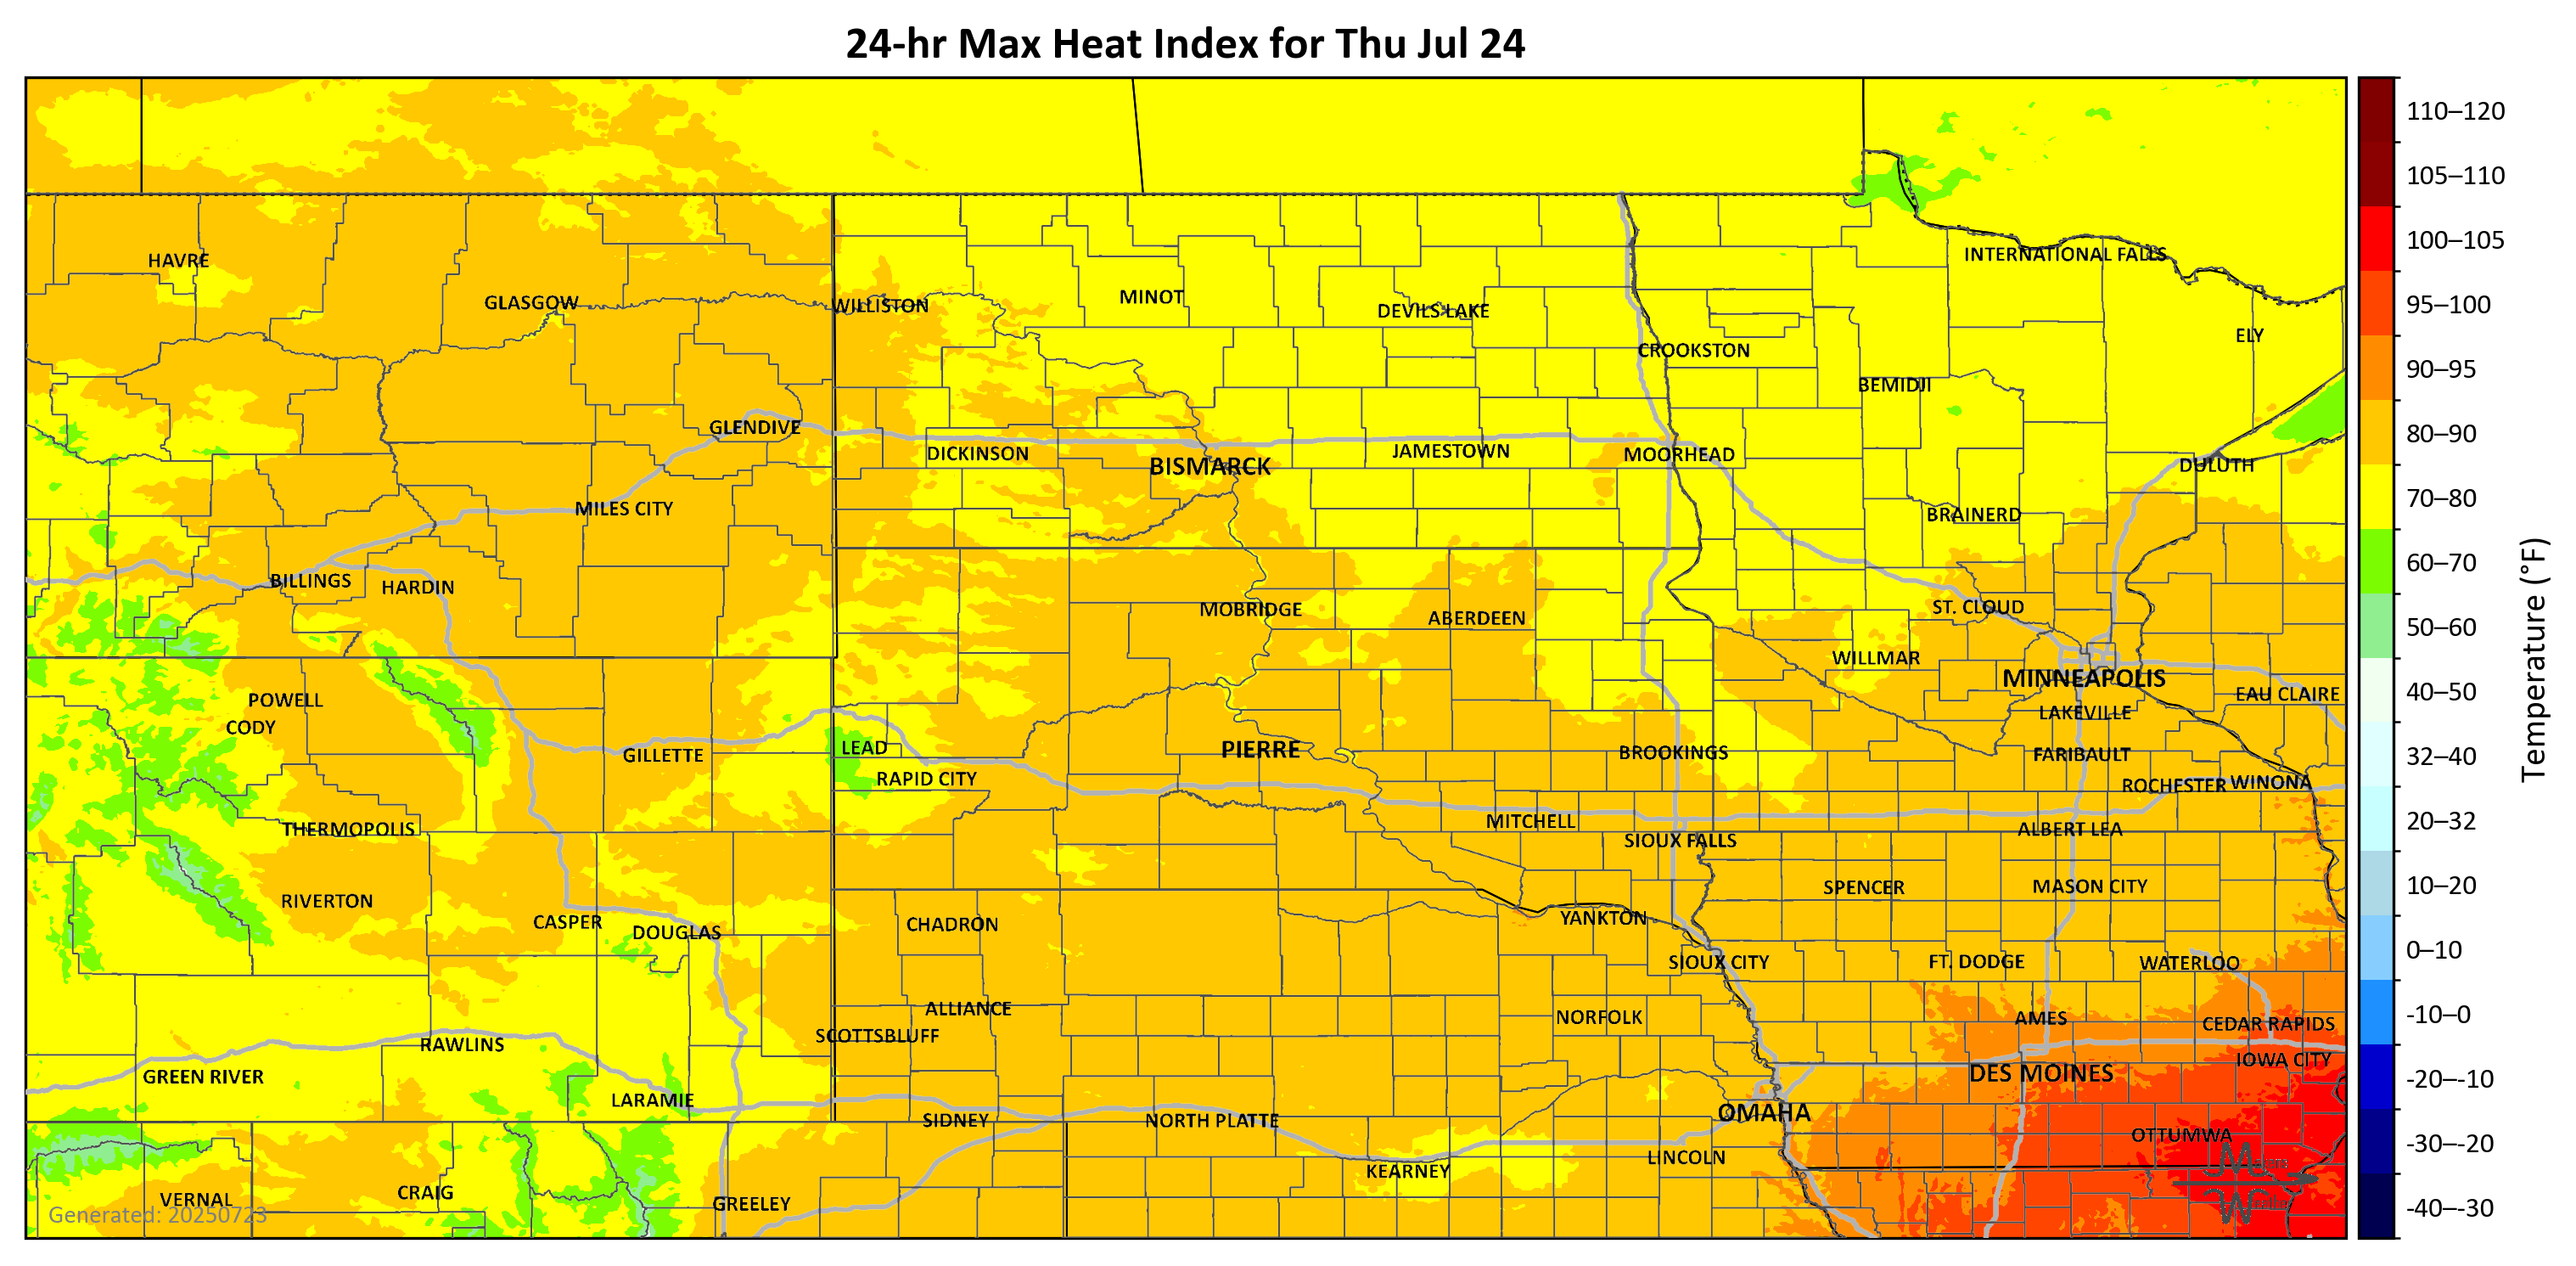 24-hr Max Heat Index for Thu Jul 24
110–120
105–110
100–105
95–100
90–95
80–90
70–80
60–70
50–60
40–50
32–40
20–32
10–20
0–10
-10–0
-20–-10
-30–-20
-40–-30
Temperature (°F)
HAVRE
GLASGOW
WILLISTON
MINOT
DEVILS LAKE
INTERNATIONAL FALLS
ELY
CROOKSTON
BEMIDJI
GLENDIVE
DICKINSON
BISMARCK
JAMESTOWN
MOORHEAD
DULUTH
MILES CITY
BRAINERD
BILLINGS
HARDIN
MOBRIDGE
ABERDEEN
ST. CLOUD
WILLMAR
MINNEAPOLIS
EAU CLAIRE
POWELL
CODY
LAKEVILLE
GILLETTE
LEAD
PIERRE
BROOKINGS
FARIBAULT
RAPID CITY
ROCHESTER
WINONA
THERMOPOLIS
MITCHELL
SIOUX FALLS
ALBERT LEA
RIVERTON
SPENCER
MASON CITY
CASPER
DOUGLAS
CHADRON
YANKTON
SIOUX CITY
FT. DODGE
WATERLOO
ALLIANCE
NORFOLK
AMES
CEDAR RAPIDS
SCOTTSBLUFF
RAWLINS
IOWA CITY
GREEN RIVER
DES MOINES
LARAMIE
SIDNEY
NORTH PLATTE
OMAHA
OTTUMWA
LINCOLN
KEARNEY
VERNAL
CRAIG
GREELEY
Generated: 20250723